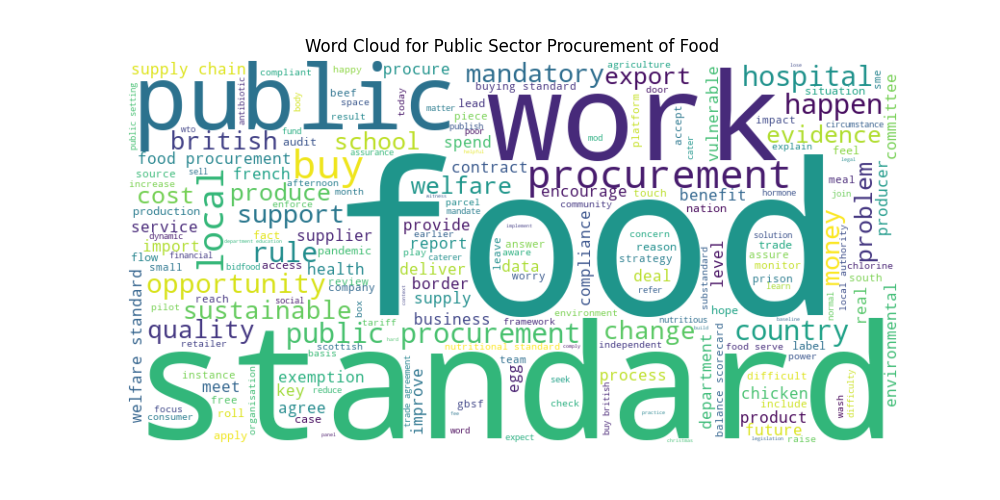 Word Cloud for Public Sector Procurement of Food
supply chain compliant happy procure mandatory agriculture export door hospital sme
public setting antibiotic body beef space result today matter buying standard lead piece publish poor platform mod vulnerable situation happen committee
public work
wto fund audit british school spend accept cater impact circumstance evidence explain feel legal
food procurement french buy assurance contract procurement
source sell afternoon month welfare encourage touch benefit meal producer problem
cost increase local produce enforce parcel mandate provide community nation hormone join
production service support supplier
dynamic fact rule pandemic earlier report play answer aware concern reason solution trade money
import department education access caterer leave data worry compliance strategy level assure monitor
flow financial bidfood health review deliver border deal refer prison chlorine
small opportunity company substandard learn local authority south
food
reach social box supply implement environment nutritious hope normal real environmental
pilot sustainable tariff business framework build baseline
welfare standard quality scottish public procurement change country label
retailer basis hard nutritional standard comply independent food serve power
standard
instance exemption team egg seek process department difficult
meet key reduce trade agreement improve gbsf check balance scorecard chicken include difficulty
focus free organisation agree buy british practice product wash
consumer roll case word future
apply panel expect christmas legislation raise